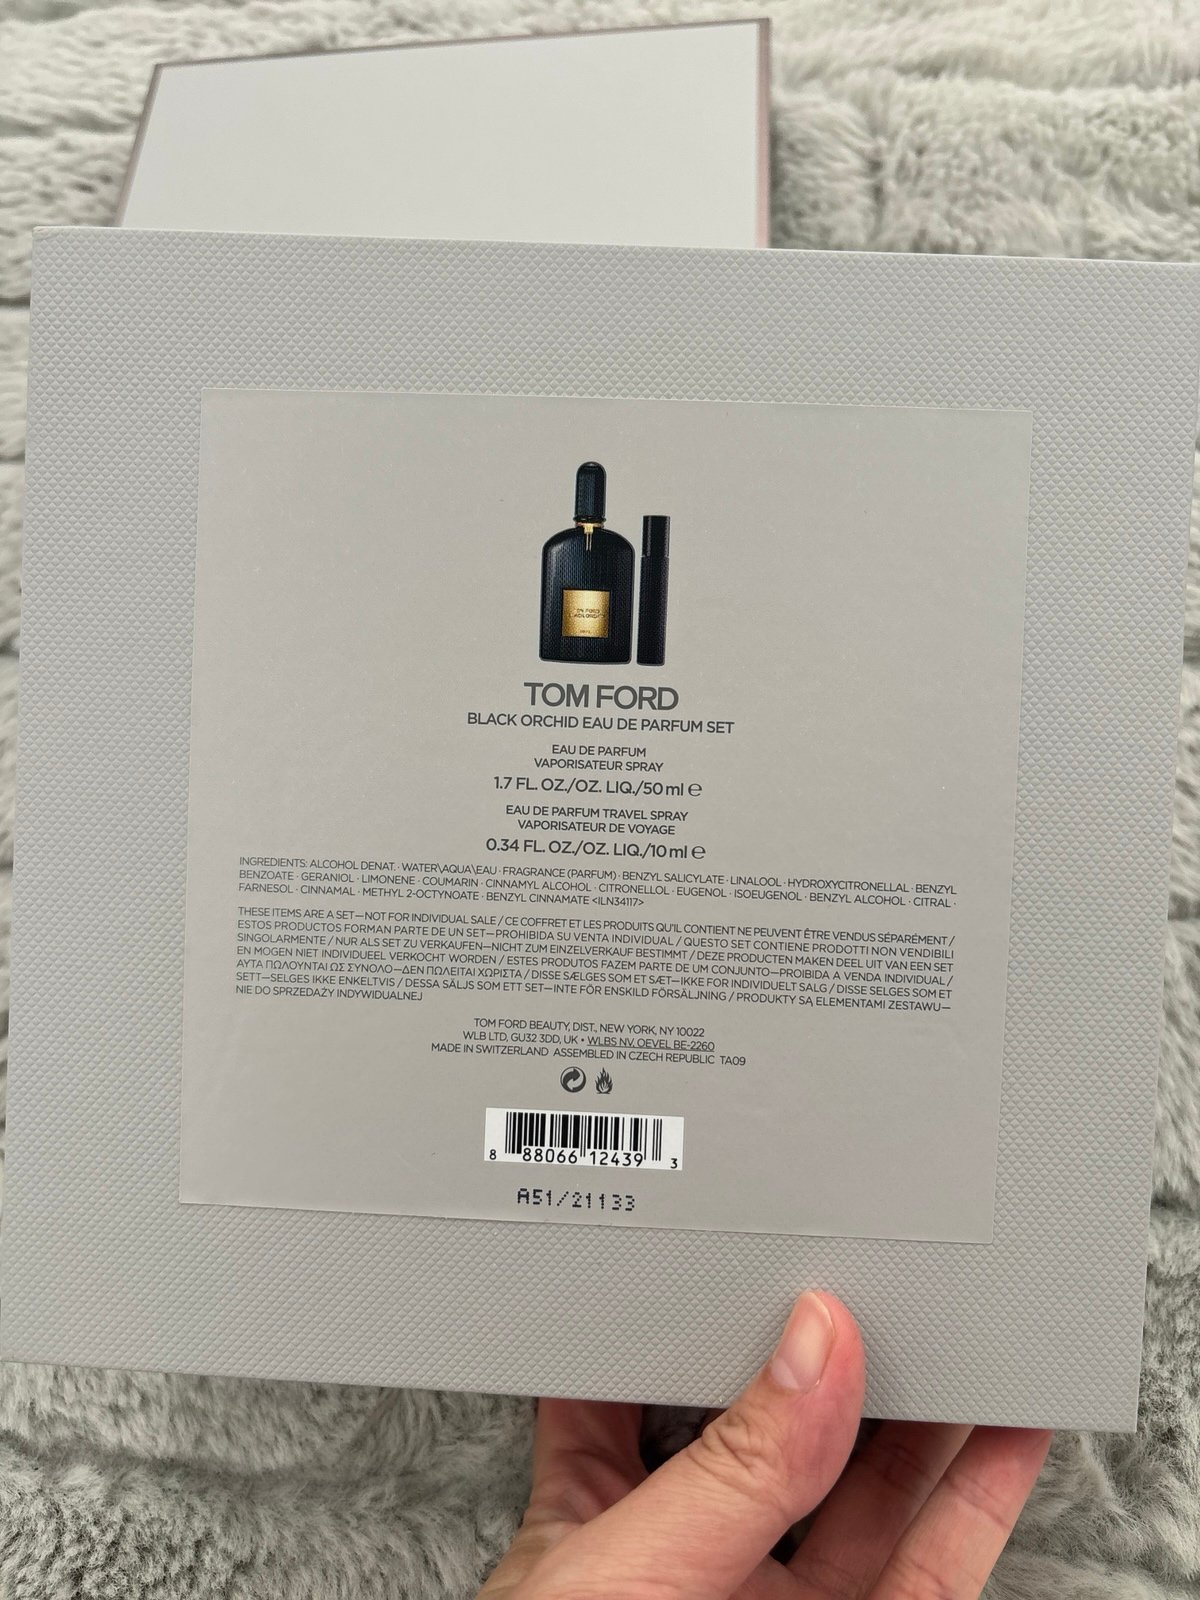 TOM FORD
BLACK ORCHID EAU DE PARFUM SET
EAU DE PARFUM
VAPORISATEUR SPRAY
1.7 FL. OZ./OZ. LIQ./50 ml ℮
EAU DE PARFUM TRAVEL SPRAY
VAPORISATEUR DE VOYAGE
0.34 FL. OZ./OZ. LIQ./10 ml ℮
INGREDIENTS: ALCOHOL DENAT. · WATER\AQUA\EAU · FRAGRANCE (PARFUM) · BENZYL SALICYLATE · LINALOOL · HYDROXYCITRONELLAL · BENZYL
BENZOATE · GERANIOL · LIMONENE · COUMARIN · CINNAMYL ALCOHOL · CITRONELLOL · EUGENOL · ISOEUGENOL · BENZYL ALCOHOL · CITRAL ·
FARNESOL · CINNAMAL · METHYL 2-OCTYNOATE · BENZYL CINNAMATE <ILN34117>
THESE ITEMS ARE A SET—NOT FOR INDIVIDUAL SALE / CE COFFRET ET LES PRODUITS QU'IL CONTIENT NE PEUVENT ÊTRE VENDUS SÉPARÉMENT /
ESTOS PRODUCTOS FORMAN PARTE DE UN SET—PROHIBIDA SU VENTA INDIVIDUAL / QUESTO SET CONTIENE PRODOTTI NON VENDIBILI
SINGOLARMENTE / NUR ALS SET ZU VERKAUFEN—NICHT ZUM EINZELVERKAUF BESTIMMT / DEZE PRODUCTEN MAKEN DEEL UIT VAN EEN SET
EN MOGEN NIET INDIVIDUEEL VERKOCHT WORDEN / ESTES PRODUTOS FAZEM PARTE DE UM CONJUNTO—PROIBIDA A VENDA INDIVIDUAL /
ΑΥΤΑ ΠΩΛΟΥΝΤΑΙ ΩΣ ΣΥΝΟΛΟ—ΔΕΝ ΠΩΛΕΙΤΑΙ ΧΩΡΙΣΤΑ / DISSE SÆLGES SOM ET SÆT—IKKE FOR INDIVIDUELT SALG / DISSE SELGES SOM ET
SETT—SELGES IKKE ENKELTVIS / DESSA SÄLJS SOM ETT SET—INTE FÖR ENSKILD FÖRSÄLJNING / PRODUKTY SĄ ELEMENTAMI ZESTAWU—
NIE DO SPRZEDAŻY INDYWIDUALNEJ
TOM FORD BEAUTY, DIST., NEW YORK, NY 10022
WLB LTD, GU32 3DD, UK • WLBS NV, OEVEL BE-2260
MADE IN SWITZERLAND ASSEMBLED IN CZECH REPUBLIC TA09
8 88066 12439 3
A51/21133